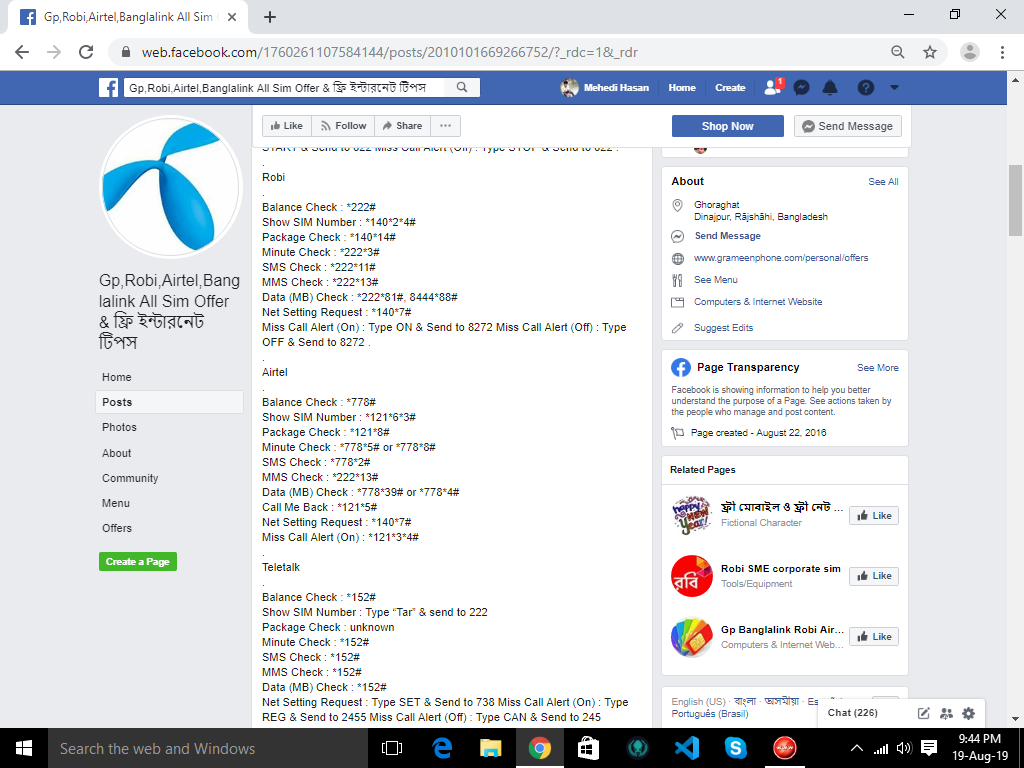 Gp,Robi,Airtel,Banglalink All Sim
web.facebook.com/1760261107584144/posts/2010101669266752/?_rdc=1&_rdr
Gp,Robi,Airtel,Banglalink All Sim Offer & ফ্রি ইন্টারনেট টিপস
Mehedi Hasan
Home
Create
1
Like
Follow
Share
Shop Now
Send Message
Gp,Robi,Airtel,Bang
lalink All Sim Offer
& ফ্রি ইন্টারনেট
টিপস
Home
Posts
Photos
About
Community
Menu
Offers
Create a Page
START & Send to 622 Miss Call Alert (Off) : Type STOP & Send to 622 .
.
Robi
.
Balance Check : *222#
Show SIM Number : *140*2*4#
Package Check : *140*14#
Minute Check : *222*3#
SMS Check : *222*11#
MMS Check : *222*13#
Data (MB) Check : *222*81#, 8444*88#
Net Setting Request : *140*7#
Miss Call Alert (On) : Type ON & Send to 8272 Miss Call Alert (Off) : Type
OFF & Send to 8272 .
.
Airtel
.
Balance Check : *778#
Show SIM Number : *121*6*3#
Package Check : *121*8#
Minute Check : *778*5# or *778*8#
SMS Check : *778*2#
MMS Check : *222*13#
Data (MB) Check : *778*39# or *778*4#
Call Me Back : *121*5#
Net Setting Request : *140*7#
Miss Call Alert (On) : *121*3*4#
.
Teletalk
.
Balance Check : *152#
Show SIM Number : Type “Tar” & send to 222
Package Check : unknown
Minute Check : *152#
SMS Check : *152#
MMS Check : *152#
Data (MB) Check : *152#
Net Setting Request : Type SET & Send to 738 Miss Call Alert (On) : Type
REG & Send to 2455 Miss Call Alert (Off) : Type CAN & Send to 245
About
See All
Ghoraghat
Dinajpur, Rājshāhi, Bangladesh
Send Message
www.grameenphone.com/personal/offers
See Menu
Computers & Internet Website
Suggest Edits
Page Transparency
See More
Facebook is showing information to help you better
understand the purpose of a Page. See actions taken by
the people who manage and post content.
Page created - August 22, 2016
Related Pages
HAPPY NEW Year!
ফ্রী মোবাইল ও ফ্রী নেট ...
Fictional Character
Like
রবি
Robi SME corporate sim
Tools/Equipment
Like
Gp Banglalink Robi Air...
Computers & Internet Web...
Like
English (US) · বাংলা · অসমীয়া · Es
Português (Brasil)
Chat (226)
Search the web and Windows
9:44 PM
19-Aug-19